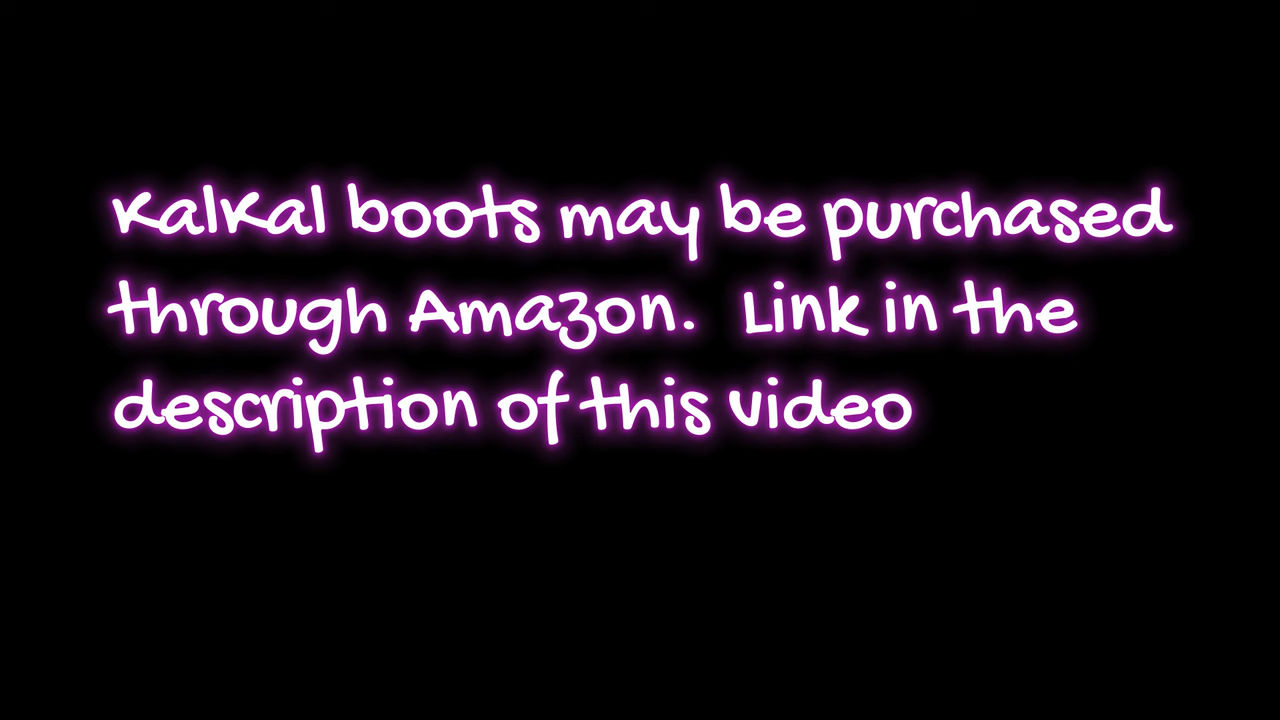 KalKal boots may be purchased
through Amazon.  Link in the
description of this video